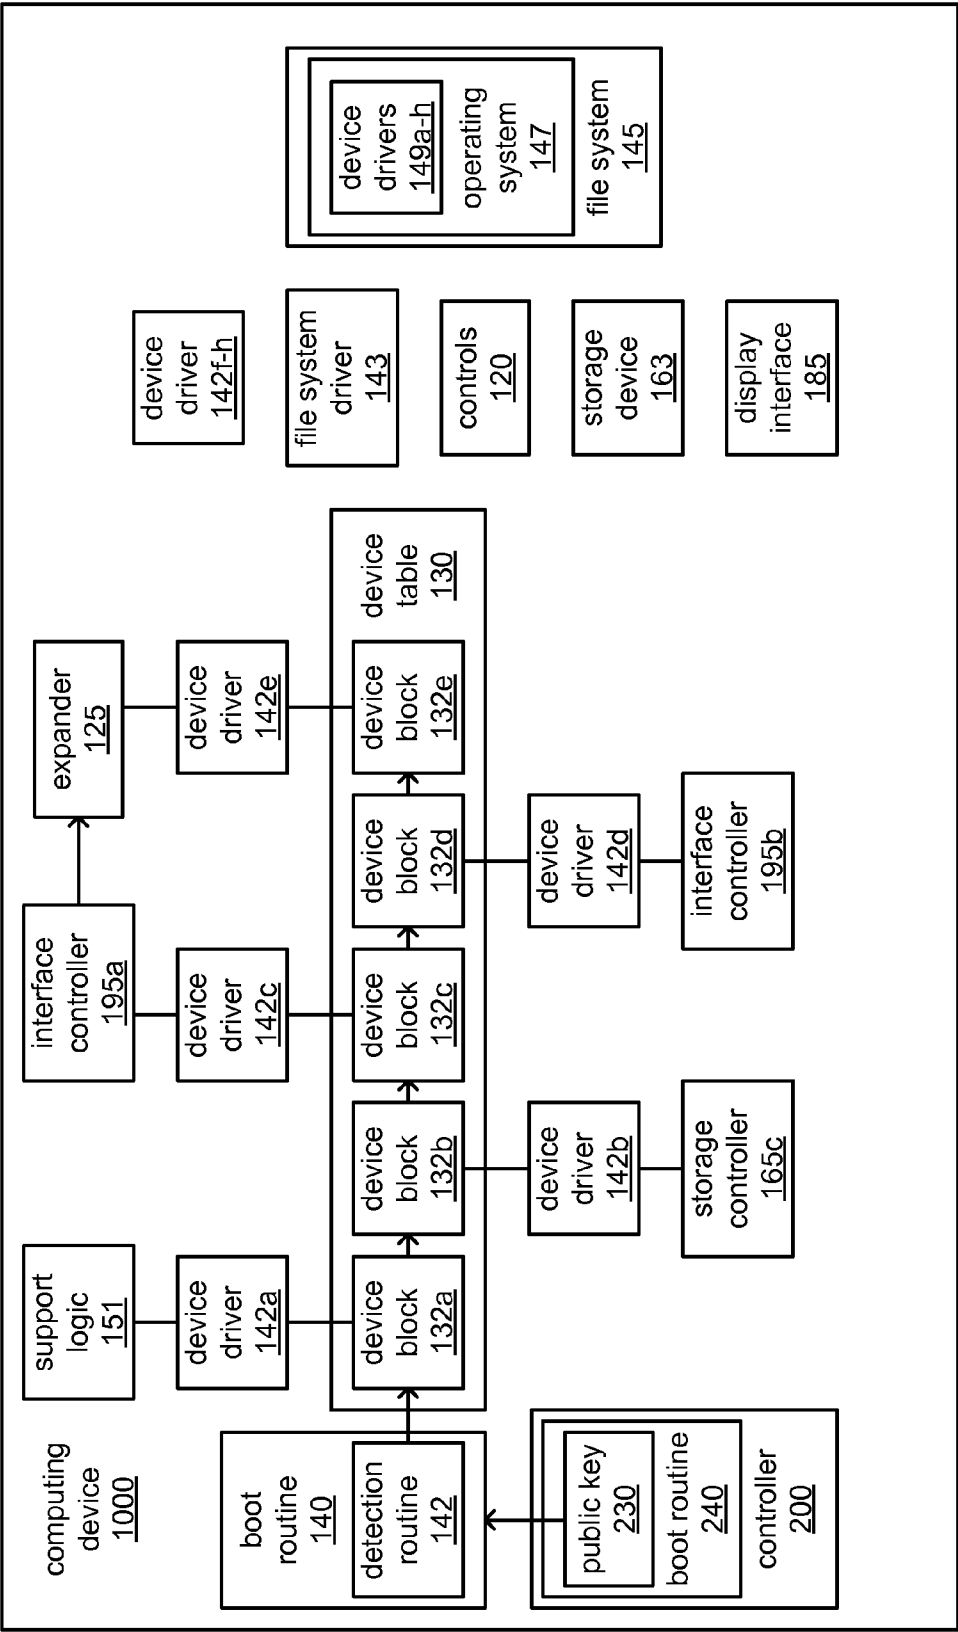 computing
device
1000
support
logic
151
interface
controller
195a
expander
125
device
driver
142a
device
driver
142c
device
driver
142e
device
driver
142f-h
boot
routine
140
detection
routine
142
device
block
132a
device
block
132b
device
block
132c
device
block
132d
device
block
132e
device
table
130
file system
driver
143
device
drivers
149a-h
operating
system
147
file system
145
public key
230
boot routine
240
controller
200
device
driver
142b
device
driver
142d
storage
controller
165c
interface
controller
195b
controls
120
storage
device
163
display
interface
185